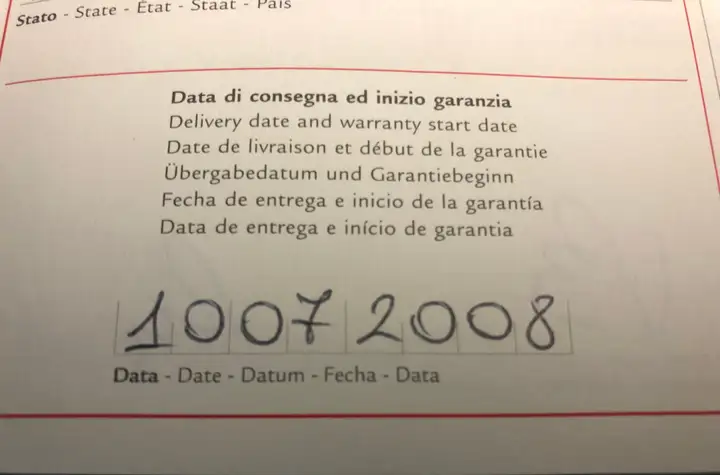 Stato - State - État - Staat - País
Data di consegna ed inizio garanzia
Delivery date and warranty start date
Date de livraison et début de la garantie
Übergabedatum und Garantiebeginn
Fecha de entrega e inicio de la garantía
Data de entrega e início de garantia
10072008
Data - Date - Datum - Fecha - Data